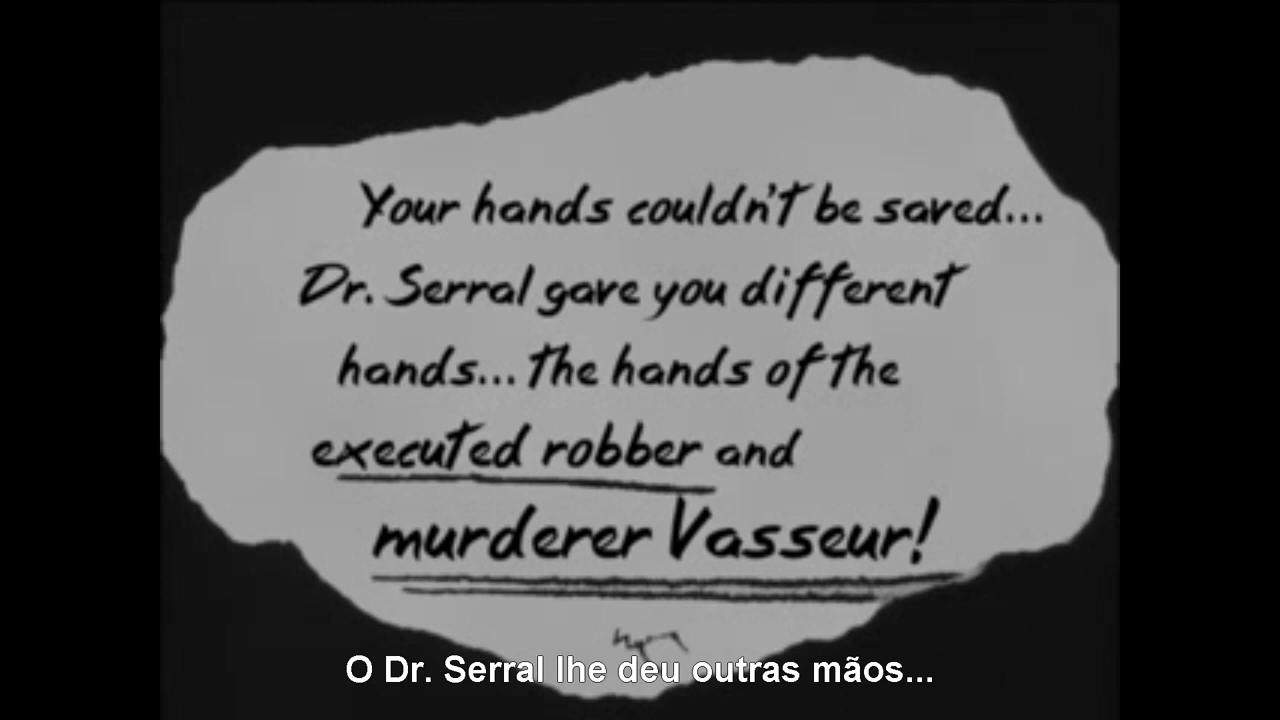 Your hands couldn't be saved...
Dr. Serral gave you different
hands... the hands of the
executed robber and
murderer Vasseur!
O Dr. Serral lhe deu outras mãos...